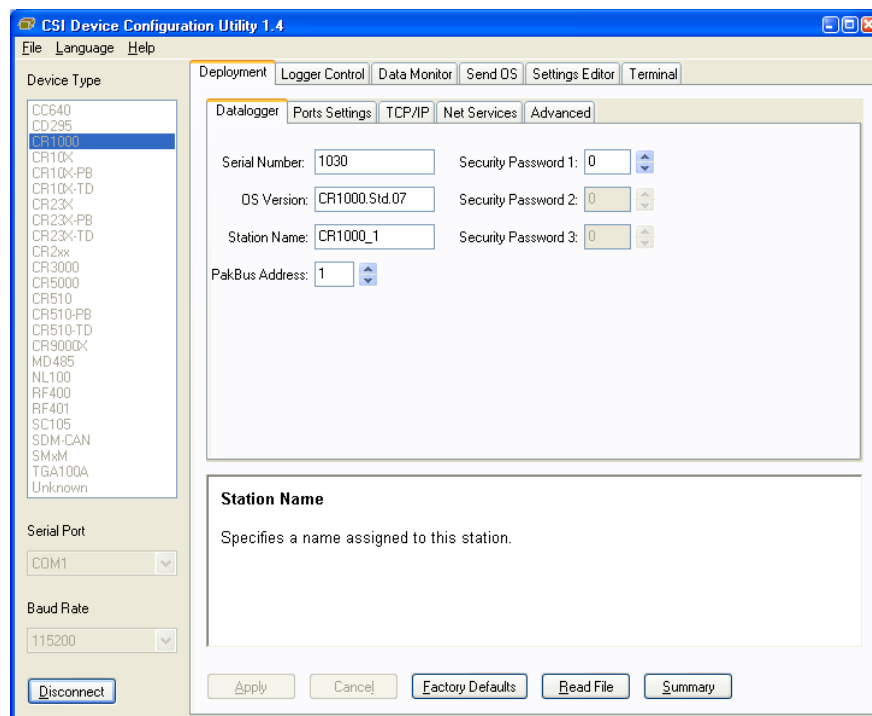 CSI Device Configuration Utility 1.4
File Language Help
Device Type
CC640
CD295
CR1000
CR10X
CR10X-PB
CR10X-TD
CR23X
CR23X-PB
CR23X-TD
CR2xx
CR3000
CR5000
CR510
CR510-PB
CR510-TD
CR9000X
MD485
NL100
RF400
RF401
SC105
SDM-CAN
SMxM
TGA100A
Unknown
Serial Port
COM1
Baud Rate
115200
Disconnect
Deployment Logger Control Data Monitor Send OS Settings Editor Terminal
Datalogger Ports Settings TCP/IP Net Services Advanced
Serial Number: 1030 Security Password 1: 0
OS Version: CR1000.Std.07 Security Password 2: 0
Station Name: CR1000_1 Security Password 3: 0
PakBus Address: 1
Station Name
Specifies a name assigned to this station.
Apply Cancel Factory Defaults Read File Summary